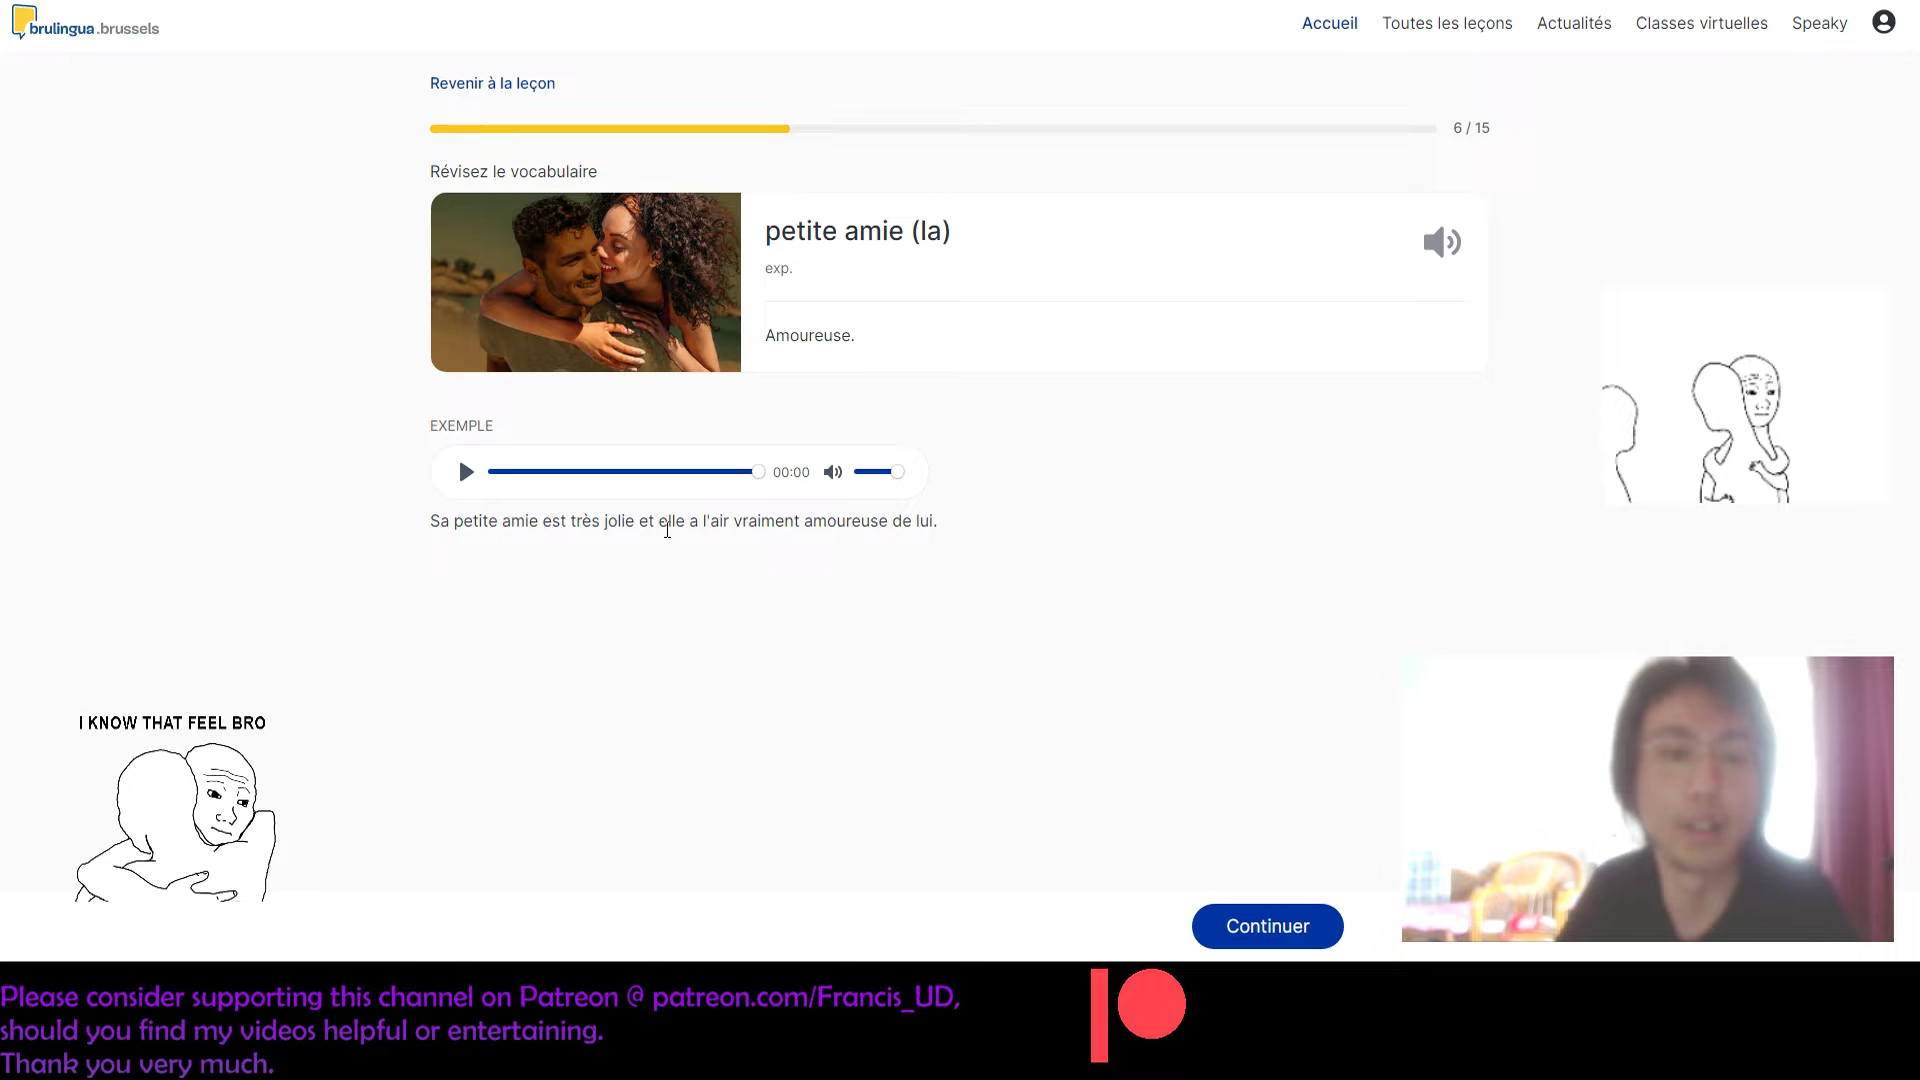 brulingua.brussels
Accueil Toutes les leçons Actualités Classes virtuelles Speaky
Revenir à la leçon
6 / 15
Révisez le vocabulaire
petite amie (la)
exp.
Amoureuse.
EXEMPLE
00:00
Sa petite amie est très jolie et elle a l'air vraiment amoureuse de lui.
I KNOW THAT FEEL BRO
Continuer
Please consider supporting this channel on Patreon @ patreon.com/Francis_UD,
should you find my videos helpful or entertaining.
Thank you very much.